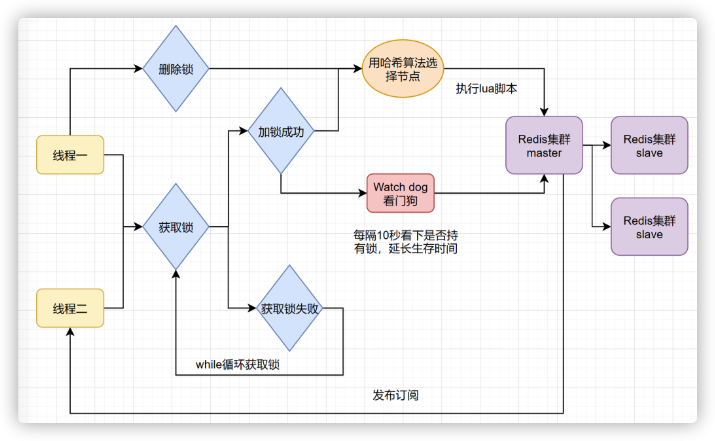 删除锁
用哈希算法选
择节点
执行lua脚本
线程一
加锁成功
Redis集群
master
Redis集群
slave
Watch dog
看门狗
Redis集群
slave
获取锁
每隔10秒看下是否持
有锁，延长生存时间
线程二
获取锁失败
while循环获取锁
发布订阅